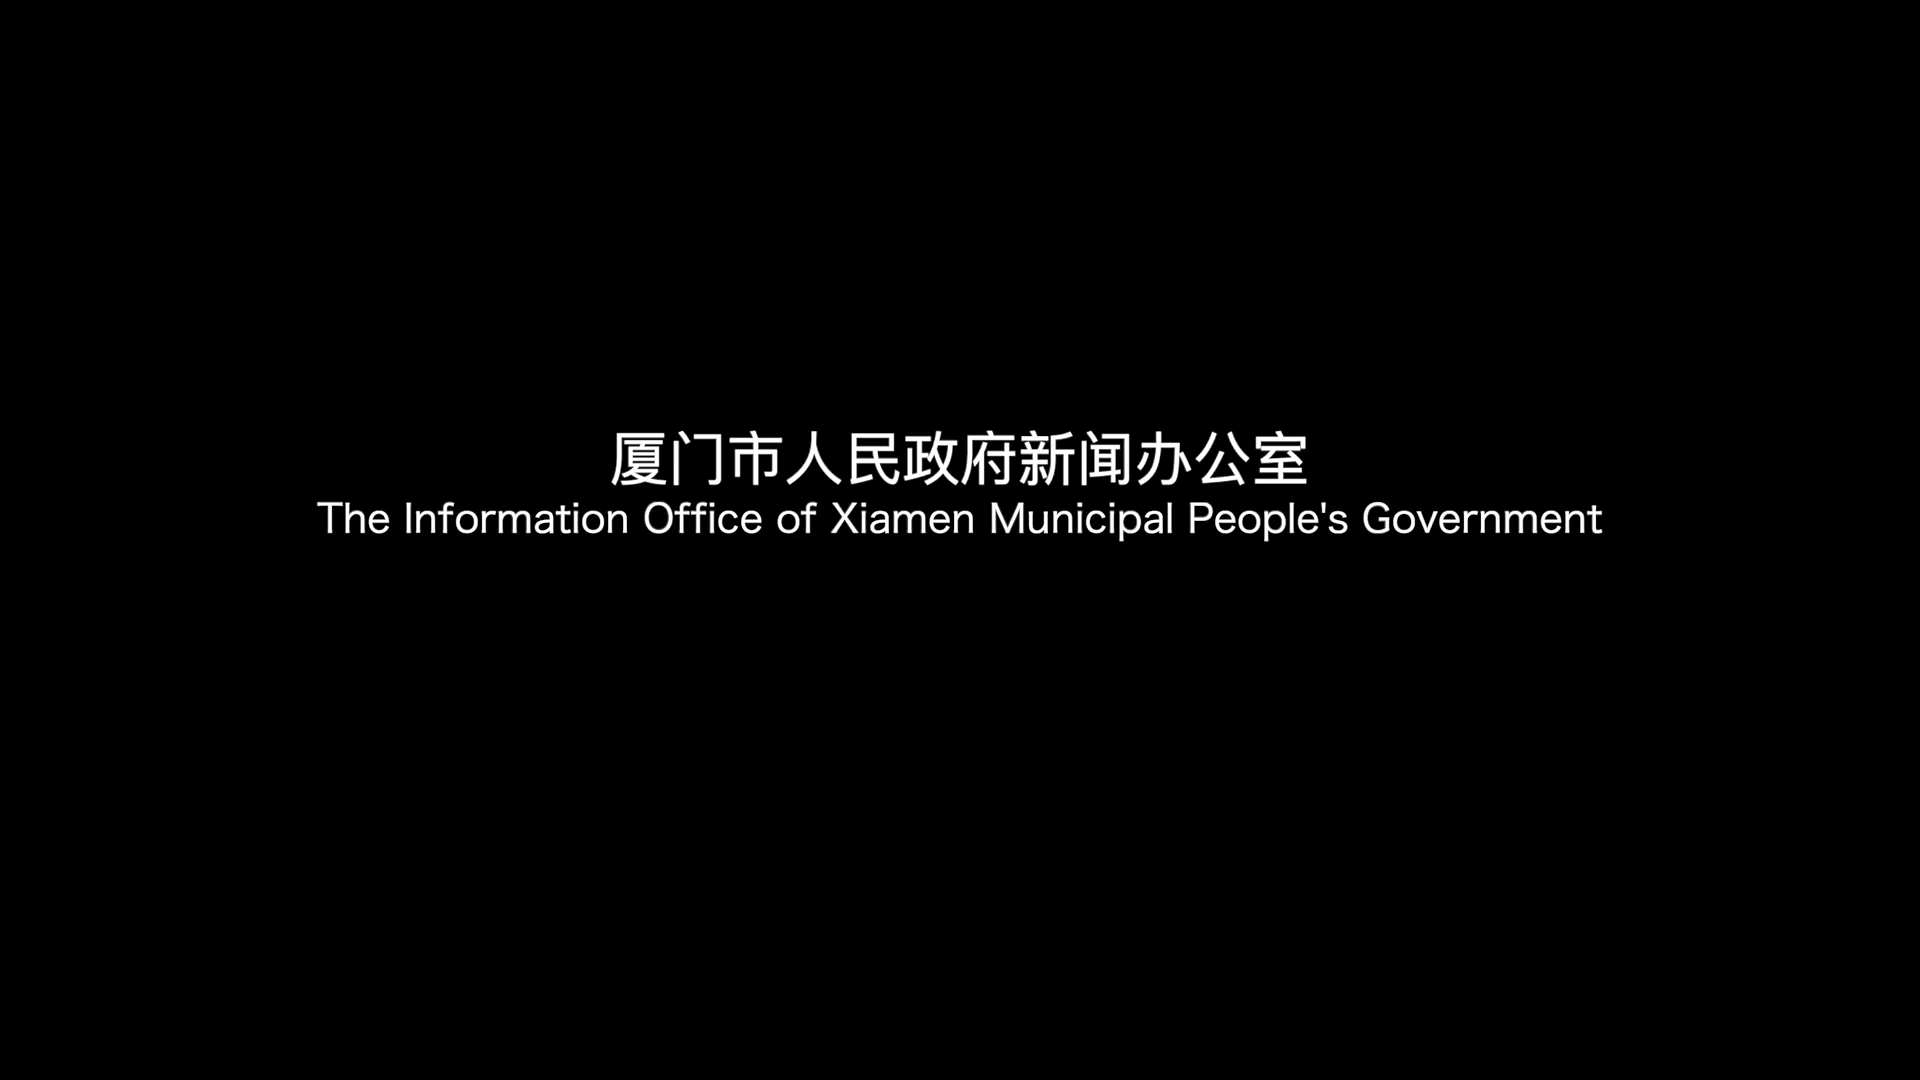 厦门市人民政府新闻办公室
The Information Office of Xiamen Municipal People's Government